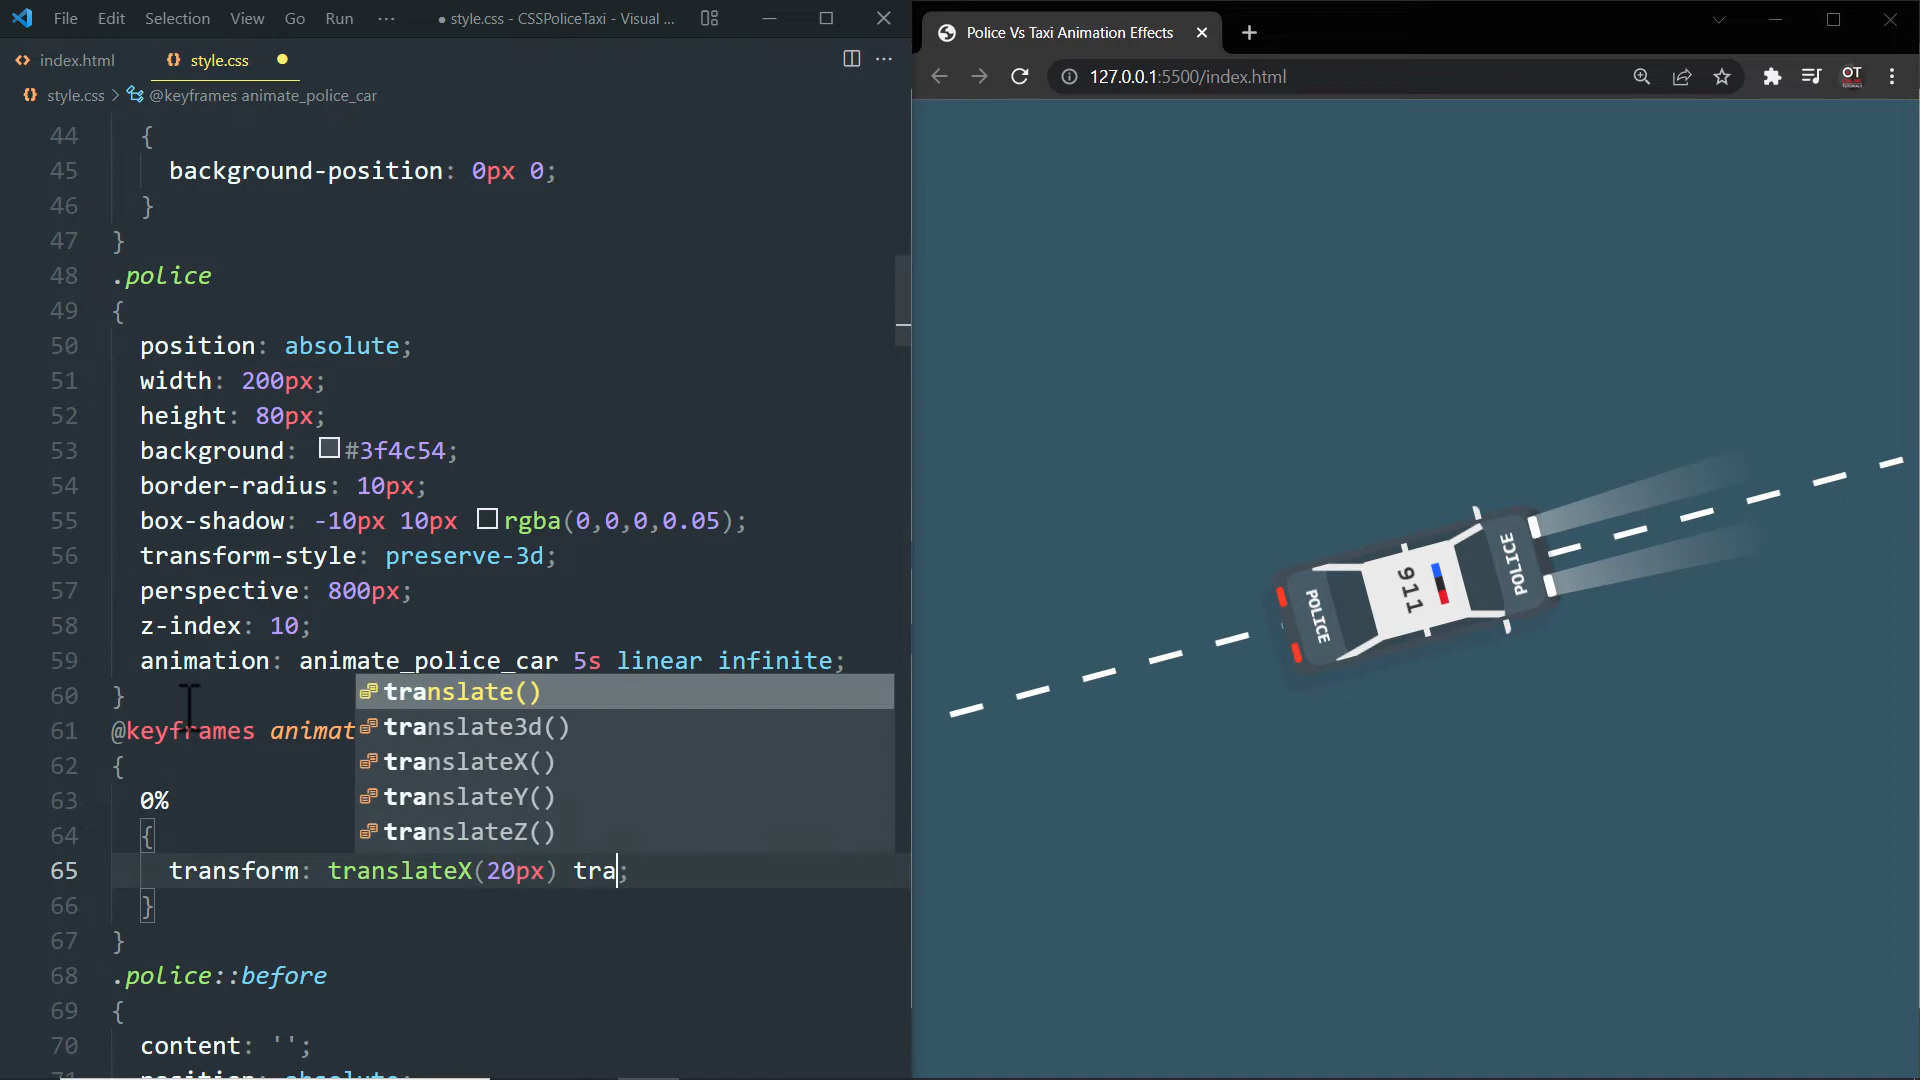 File Edit Selection View Go Run ··· ● style.css - CSSPoliceTaxi - Visual ...
index.html style.css
style.css > @keyframes animate_police_car
44 {
45 background-position: 0px 0;
46 }
47 }
48 .police
49 {
50 position: absolute;
51 width: 200px;
52 height: 80px;
53 background: #3f4c54;
54 border-radius: 10px;
55 box-shadow: -10px 10px rgba(0,0,0,0.05);
56 transform-style: preserve-3d;
57 perspective: 800px;
58 z-index: 10;
59 animation: animate_police_car 5s linear infinite;
60 }
61 @keyframes animat
62 {
63 0%
64 {
65 transform: translateX(20px) tra;
66 }
67 }
68 .police::before
69 {
70 content: '';
71 position: absolute;
translate()
translate3d()
translateX()
translateY()
translateZ()
Police Vs Taxi Animation Effects
127.0.0.1:5500/index.html
OT
POLICE
911
POLICE